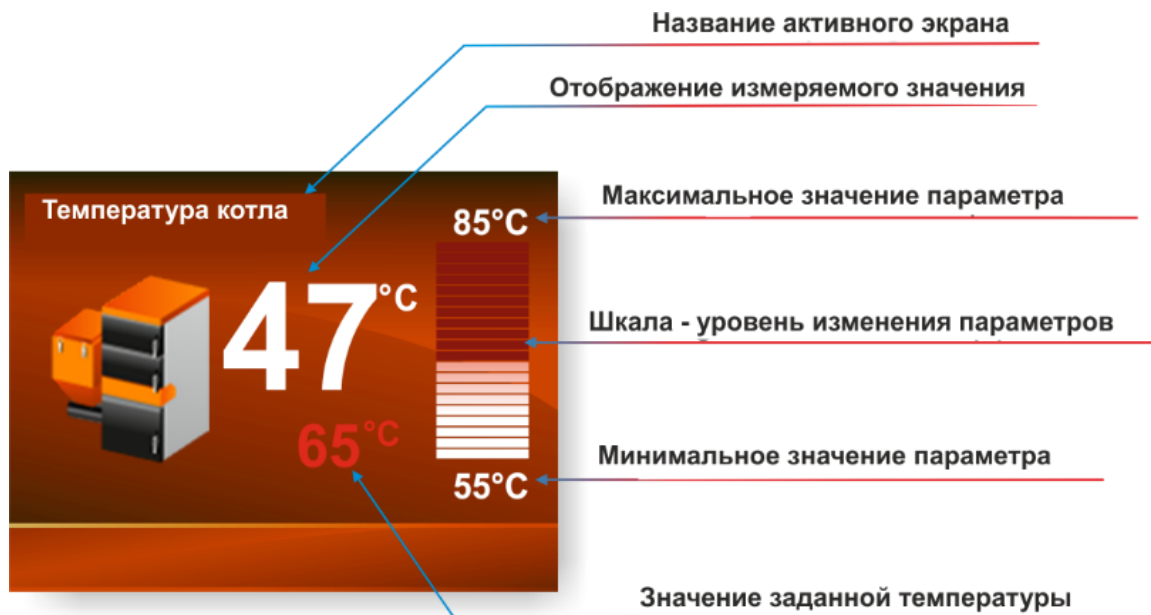 Название активного экрана
Отображение измеряемого значения
Максимальное значение параметра
Температура котла
85°C
47°C
Шкала - уровень изменения параметров
65°C
Минимальное значение параметра
55°C
Значение заданной температуры